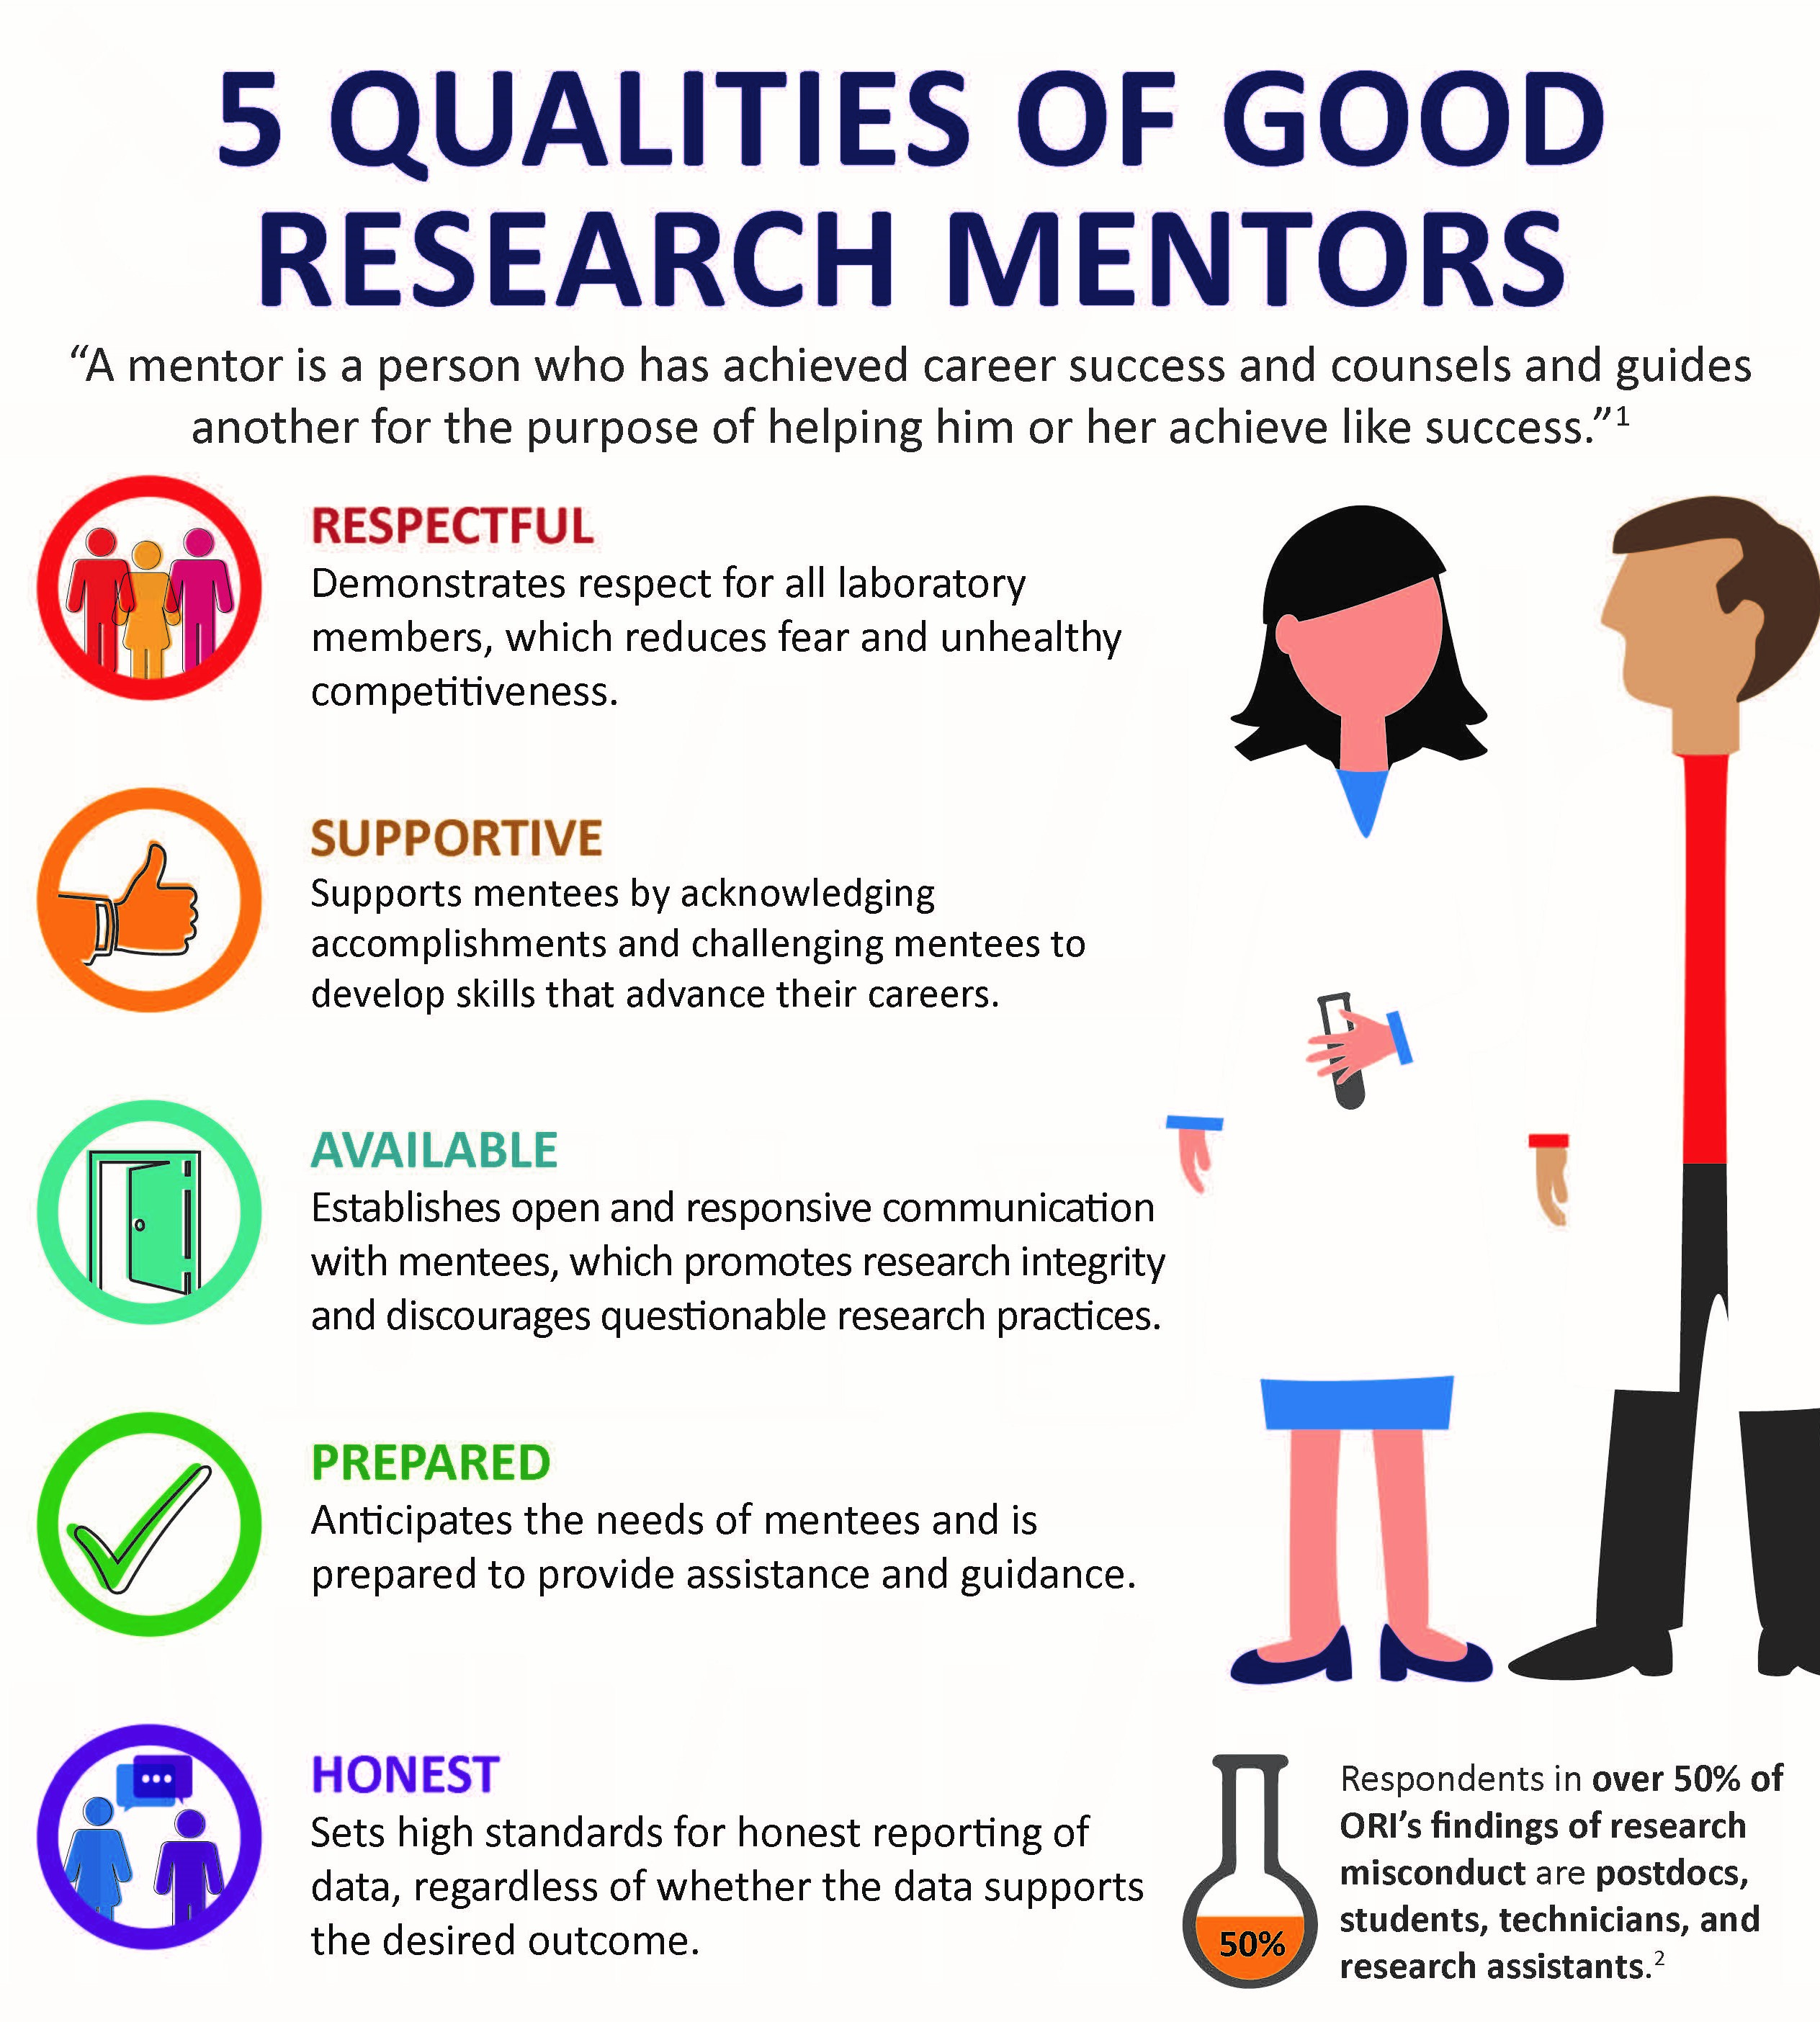 5 QUALITIES OF GOOD
RESEARCH MENTORS
“A mentor is a person who has achieved career success and counsels and guides
another for the purpose of helping him or her achieve like success.”1
RESPECTFUL
Demonstrates respect for all laboratory
members, which reduces fear and unhealthy
competitiveness.
SUPPORTIVE
Supports mentees by acknowledging
accomplishments and challenging mentees to
develop skills that advance their careers.
AVAILABLE
Establishes open and responsive communication
with mentees, which promotes research integrity
and discourages questionable research practices.
PREPARED
Anticipates the needs of mentees and is
prepared to provide assistance and guidance.
HONEST
Sets high standards for honest reporting of
data, regardless of whether the data supports
the desired outcome.
50%
Respondents in over 50% of
ORI’s findings of research
misconduct are postdocs,
students, technicians, and
research assistants.2